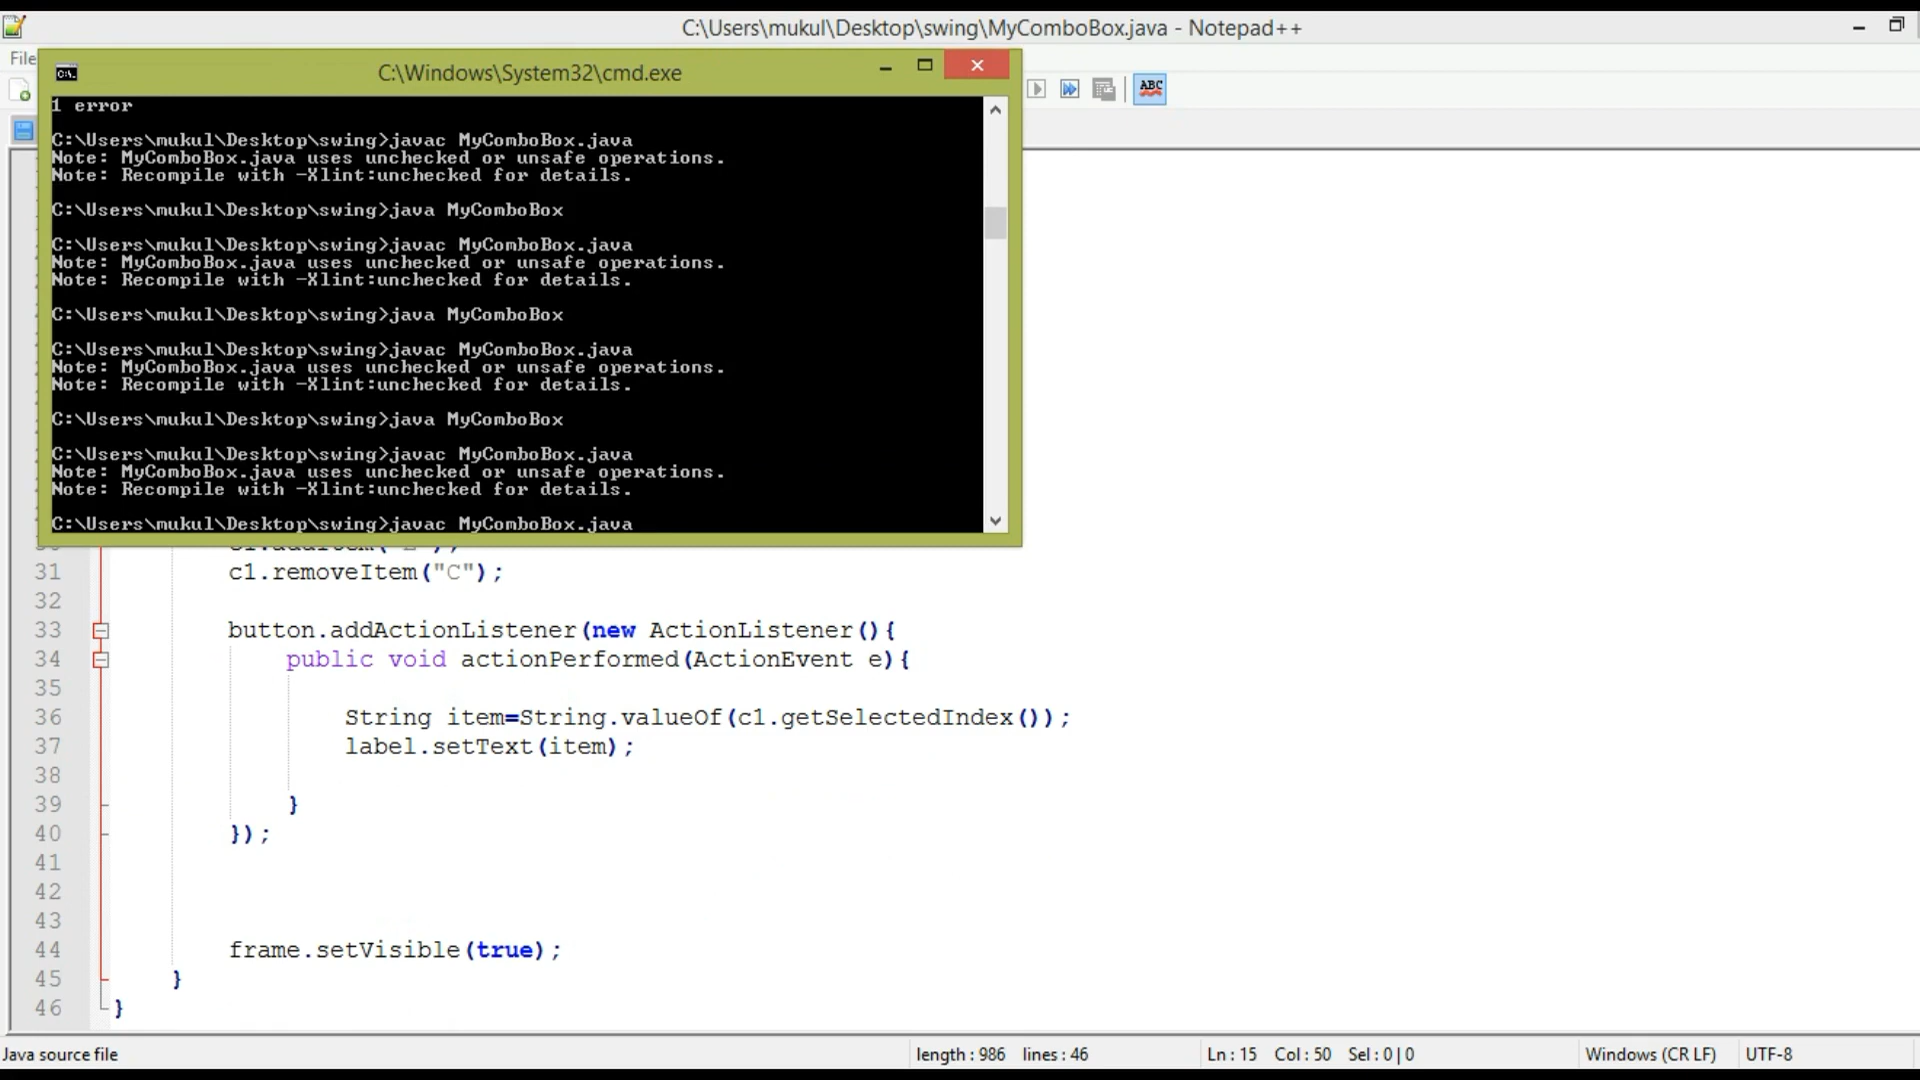 C:\Users\mukul\Desktop\swing\MyComboBox.java - Notepad++
File
C:\Windows\System32\cmd.exe
ABC
1 error
C:\Users\mukul\Desktop\swing>javac MyComboBox.java
Note: MyComboBox.java uses unchecked or unsafe operations.
Note: Recompile with -Xlint:unchecked for details.
C:\Users\mukul\Desktop\swing>java MyComboBox
C:\Users\mukul\Desktop\swing>javac MyComboBox.java
Note: MyComboBox.java uses unchecked or unsafe operations.
Note: Recompile with -Xlint:unchecked for details.
C:\Users\mukul\Desktop\swing>java MyComboBox
C:\Users\mukul\Desktop\swing>javac MyComboBox.java
Note: MyComboBox.java uses unchecked or unsafe operations.
Note: Recompile with -Xlint:unchecked for details.
C:\Users\mukul\Desktop\swing>java MyComboBox
C:\Users\mukul\Desktop\swing>javac MyComboBox.java
Note: MyComboBox.java uses unchecked or unsafe operations.
Note: Recompile with -Xlint:unchecked for details.
C:\Users\mukul\Desktop\swing>javac MyComboBox.java
31 c1.removeItem("C");
32
33 button.addActionListener(new ActionListener(){
34 public void actionPerformed(ActionEvent e){
35
36 String item=String.valueOf(c1.getSelectedIndex());
37 label.setText(item);
38
39 }
40 });
41
42
43
44 frame.setVisible(true);
45 }
46 }
Java source file length : 986 lines : 46 Ln : 15 Col : 50 Sel : 0 | 0 Windows (CR LF) UTF-8